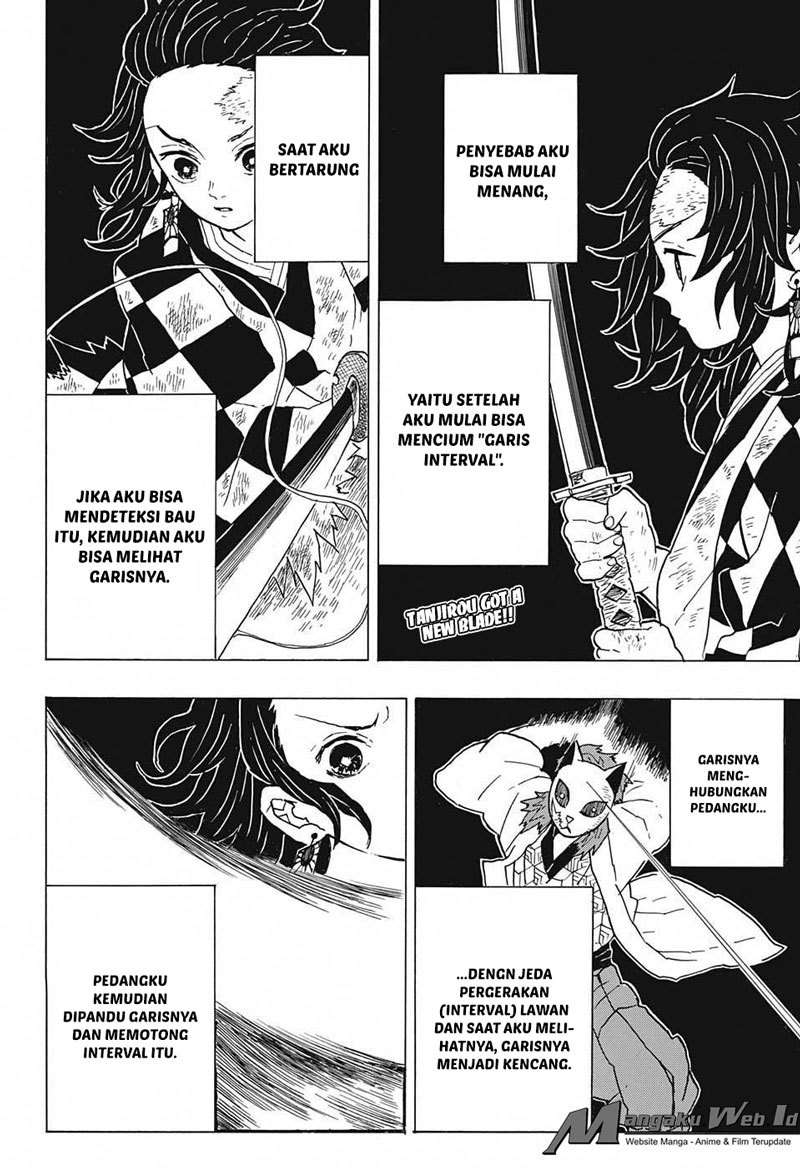 PENYEBAB AKU
BISA MULAI
MENANG,
YAITU SETELAH
AKU MULAI BISA
MENCIUM "GARIS
INTERVAL".
TANJIROU GOT A
NEW BLADE!!
SAAT AKU
BERTARUNG
JIKA AKU BISA
MENDETEKSI BAU
ITU, KEMUDIAN AKU
BISA MELIHAT
GARISNYA.
GARISNYA
MENG-
HUBUNGKAN
PEDANGKU...
...DENGN JEDA
PERGERAKAN
(INTERVAL) LAWAN
DAN SAAT AKU MELI-
HATNYA, GARISNYA
MENJADI KENCANG.
PEDANGKU
KEMUDIAN
DIPANDU GARISNYA
DAN MEMOTONG
INTERVAL ITU.
Mangaku Web Id
Website Manga - Anime & Film Terupdate